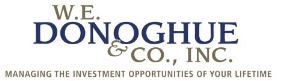 W.E.
DONOGHUE
& CO., INC.
MANAGING THE INVESTMENT OPPORTUNITIES OF YOUR LIFETIME